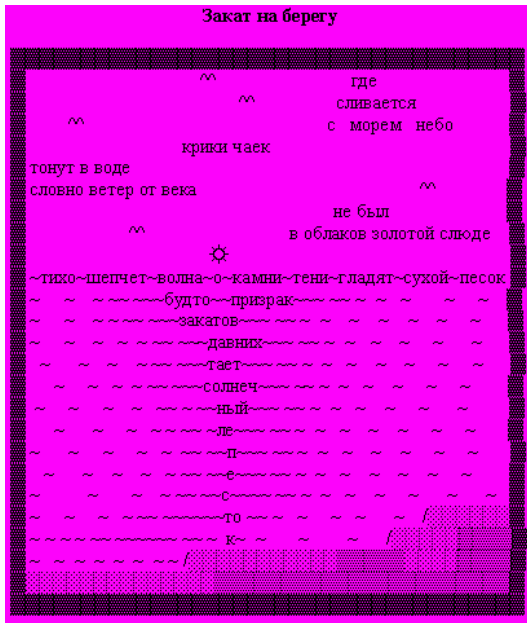 Закат на берегу
где
сливается
с морем небо
крики чаек
тонут в воде
словно ветер от века
не был
в облаков золотой слюде
~тихо~шепчет~волна~о~камни~тени~гладят~сухой~песок
будто~~призрак
закатов
давних
тает
солнеч
ный
ле
п
е
с
то
к